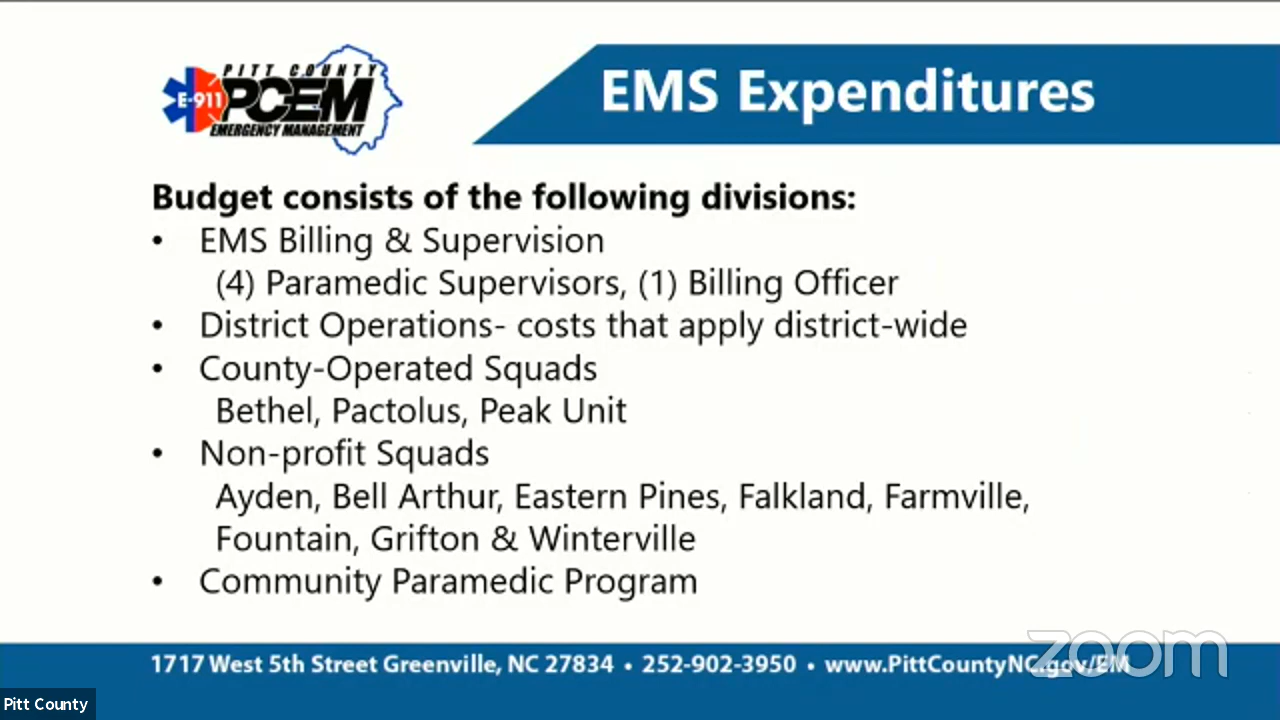 PITT COUNTY
E-911
PCEM
EMERGENCY MANAGEMENT
EMS Expenditures
Budget consists of the following divisions:
• EMS Billing & Supervision
(4) Paramedic Supervisors, (1) Billing Officer
• District Operations- costs that apply district-wide
• County-Operated Squads
Bethel, Pactolus, Peak Unit
• Non-profit Squads
Ayden, Bell Arthur, Eastern Pines, Falkland, Farmville,
Fountain, Grifton & Winterville
• Community Paramedic Program
1717 West 5th Street Greenville, NC 27834 • 252-902-3950 • www.PittCountyNC.gov/EM
zoom
Pitt County